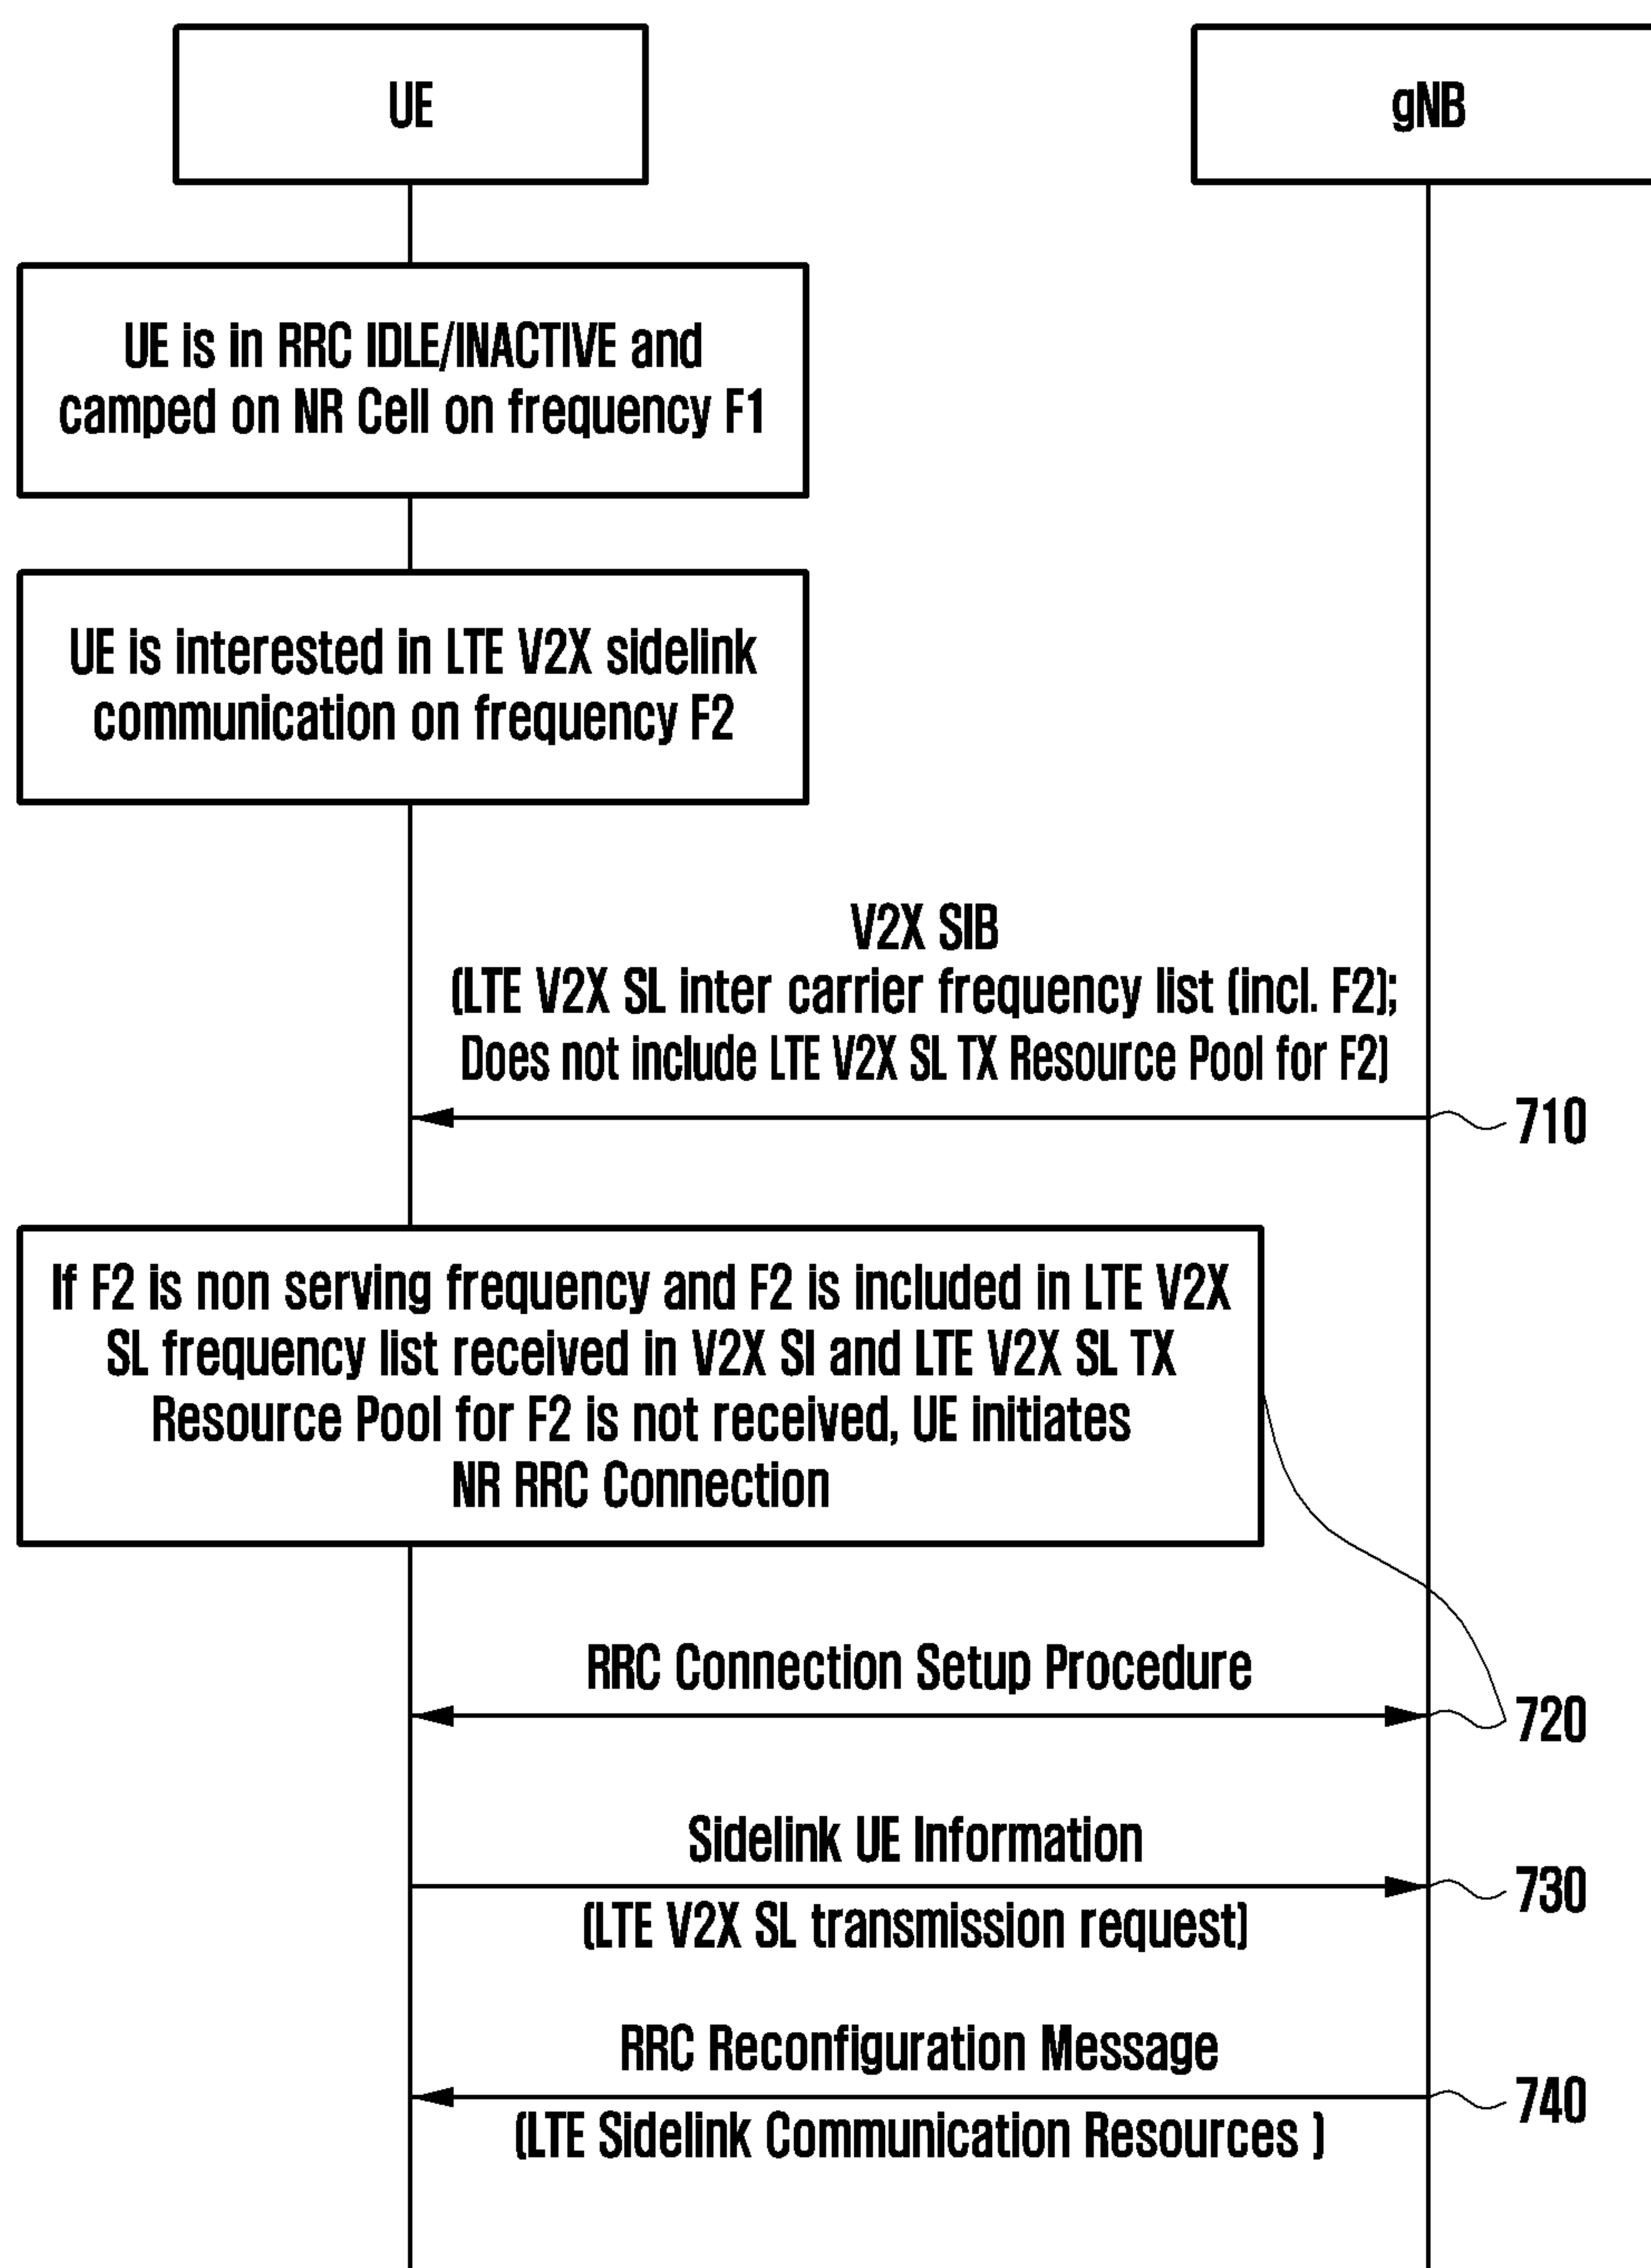 UE
gNB
UE is in RRC IDLE/INACTIVE and
camped on NR Cell on frequency F1
UE is interested in LTE V2X sidelink
communication on frequency F2
V2X SIB
(LTE V2X SL inter carrier frequency list (incl. F2);
Does not include LTE V2X SL TX Resource Pool for F2)
710
If F2 is non serving frequency and F2 is included in LTE V2X
SL frequency list received in V2X SI and LTE V2X SL TX
Resource Pool for F2 is not received, UE initiates
NR RRC Connection
RRC Connection Setup Procedure
720
Sidelink UE Information
730
(LTE V2X SL transmission request)
RRC Reconfiguration Message
740
(LTE Sidelink Communication Resources )